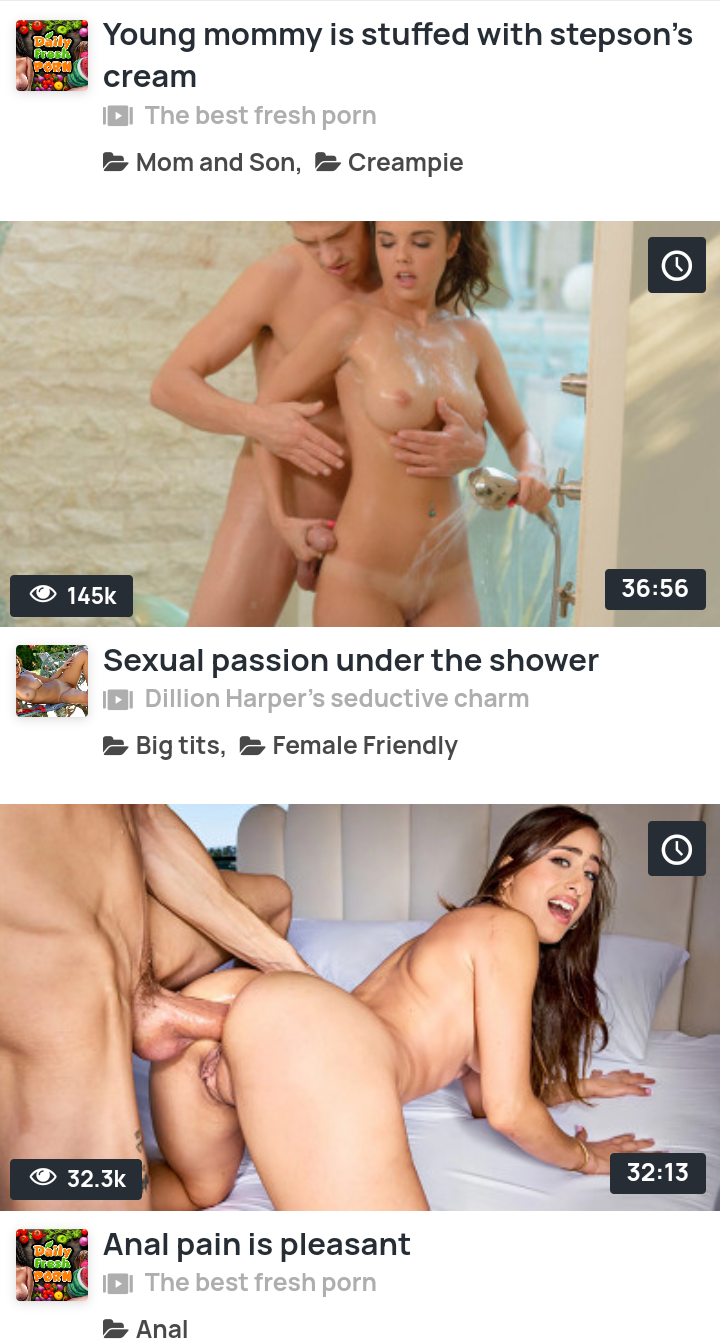 Daily
Fresh
PORN
Young mommy is stuffed with stepson's
cream
The best fresh porn
Mom and Son, Creampie
145k
36:56
Sexual passion under the shower
Dillion Harper's seductive charm
Big tits, Female Friendly
32.3k
32:13
Daily
Fresh
PORN
Anal pain is pleasant
The best fresh porn
Anal